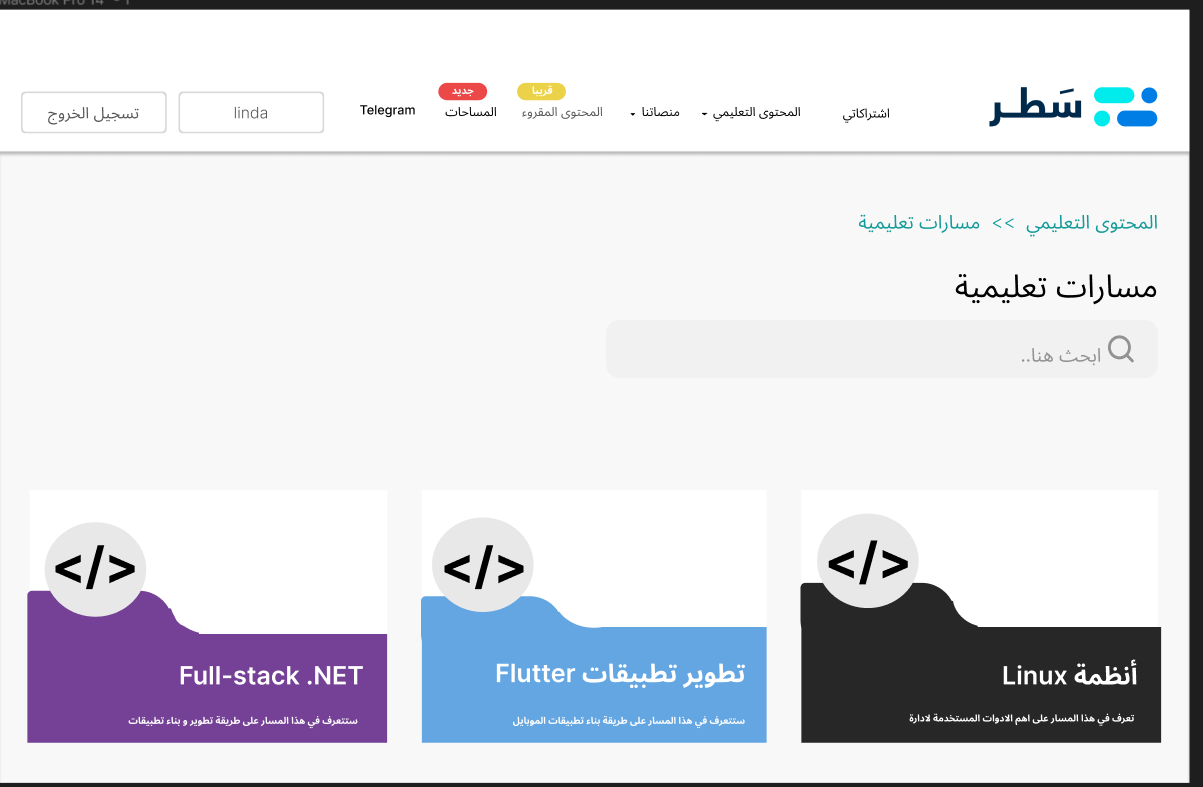 MacBook Pro 14" - 1
سَطـر
اشتراكاتي
المحتوى التعليمي
منصاتنا
قريبا
المحتوى المقروء
جديد
المساحات
Telegram
linda
تسجيل الخروج
المحتوى التعليمي >> مسارات تعليمية
مسارات تعليمية
ابحث هنا..
</>
أنظمة Linux
تعرف في هذا المسار على اهم الادوات المستخدمة لادارة
</>
تطوير تطبيقات Flutter
ستتعرف في هذا المسار على طريقة بناء تطبيقات الموبايل
</>
Full-stack .NET
ستتعرف في هذا المسار على طريقة تطوير و بناء تطبيقات